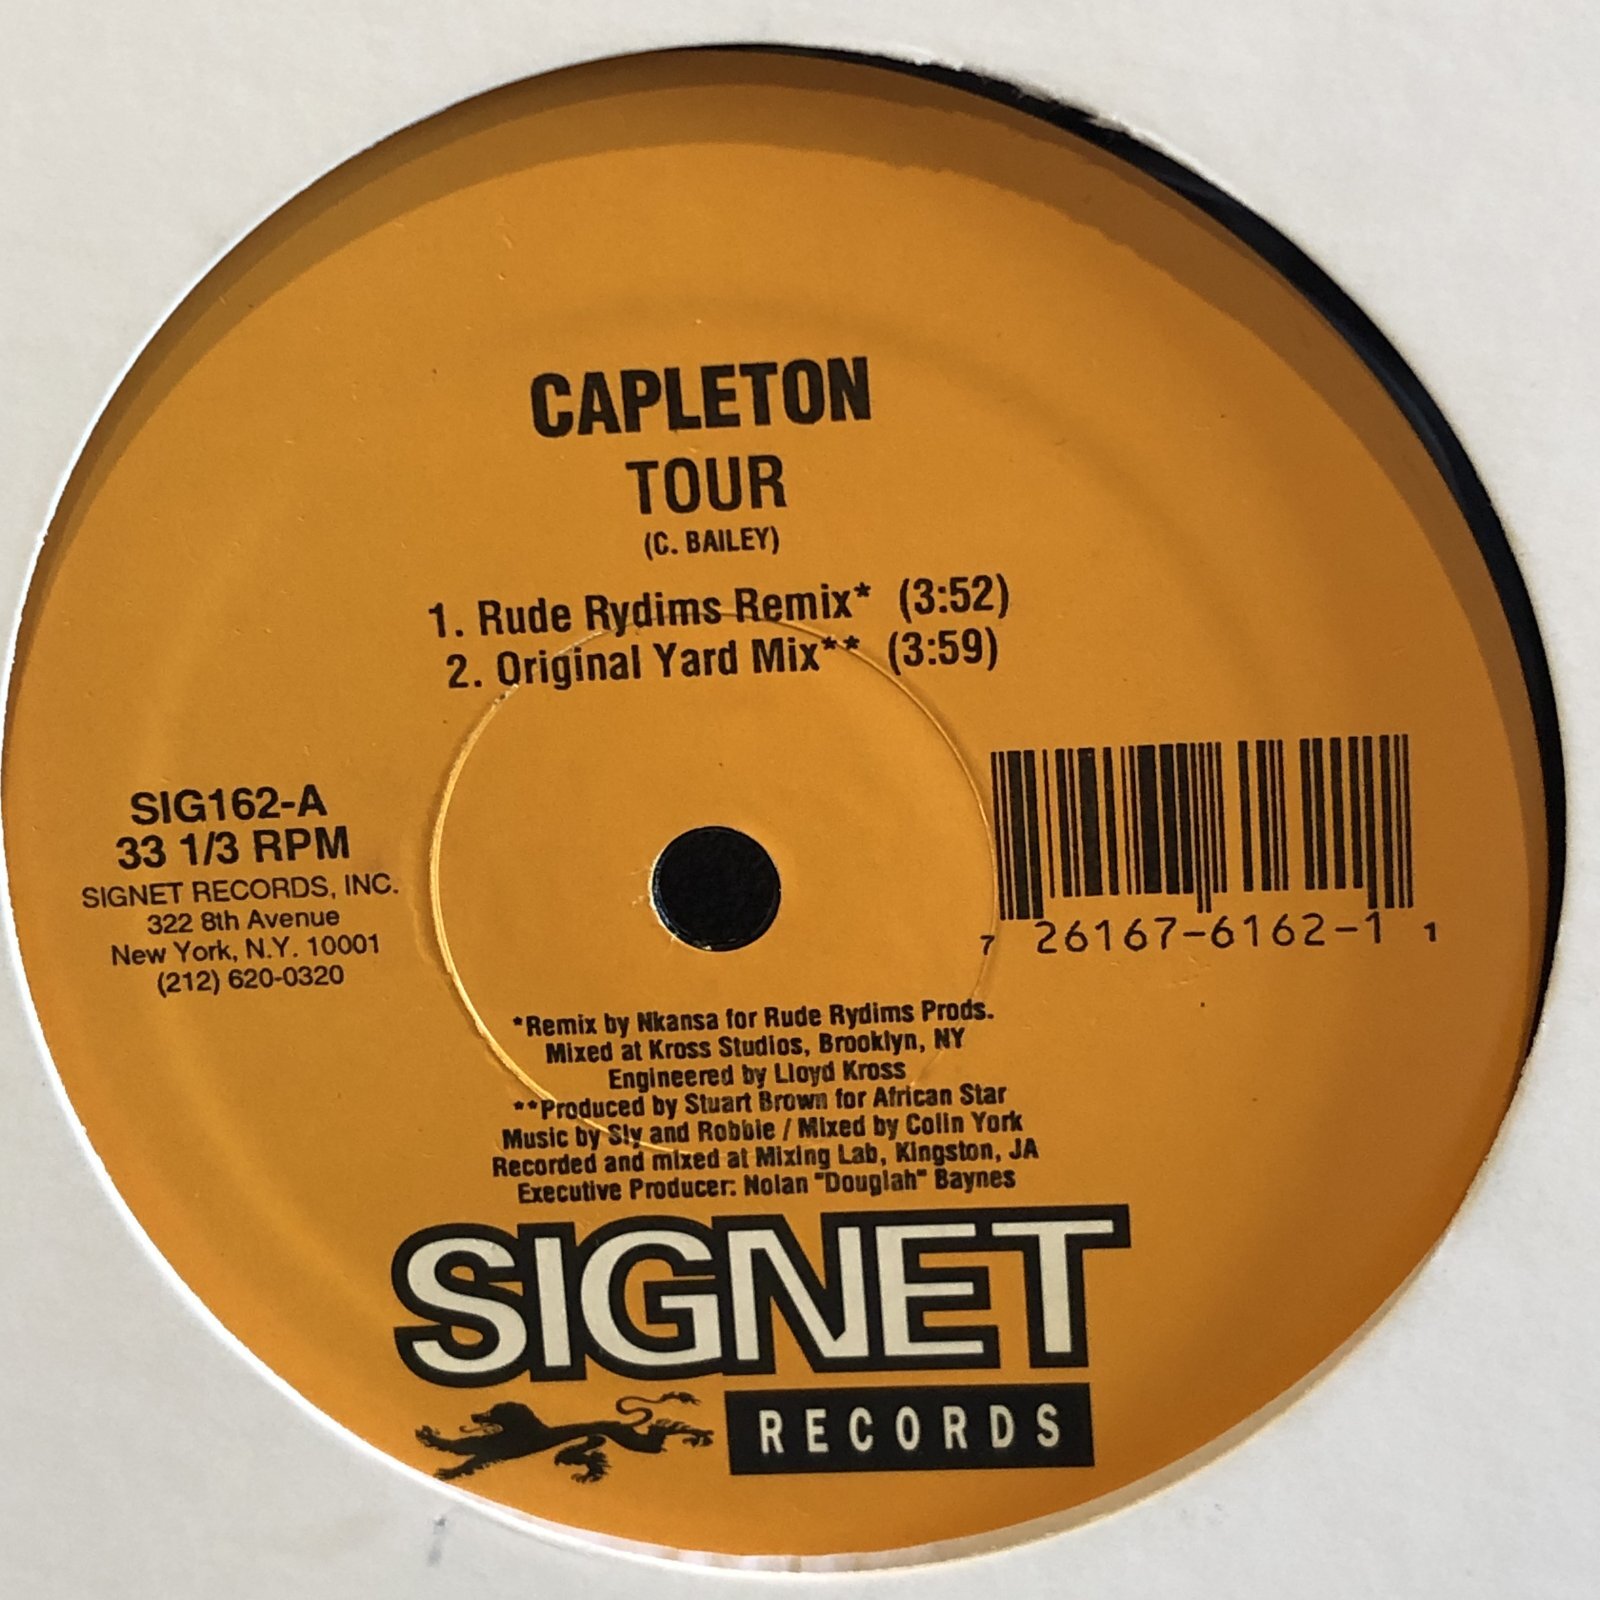 CAPLETON
TOUR
(C. BAILEY)
1. Rude Rydims Remix* (3:52)
2. Original Yard Mix** (3:59)
SIG162-A
33 1/3 RPM
SIGNET RECORDS, INC.
322 8th Avenue
New York, N.Y. 10001
(212) 620-0320
7 26167-6162-1 1
*Remix by Nkansa for Rude Rydims Prods.
Mixed at Kross Studios, Brooklyn, NY
Engineered by Lloyd Kross
**Produced by Stuart Brown for African Star
Music by Sly and Robbie / Mixed by Colin York
Recorded and mixed at Mixing Lab, Kingston, JA
Executive Producer: Nolan "Douglah" Baynes
SIGNET
RECORDS